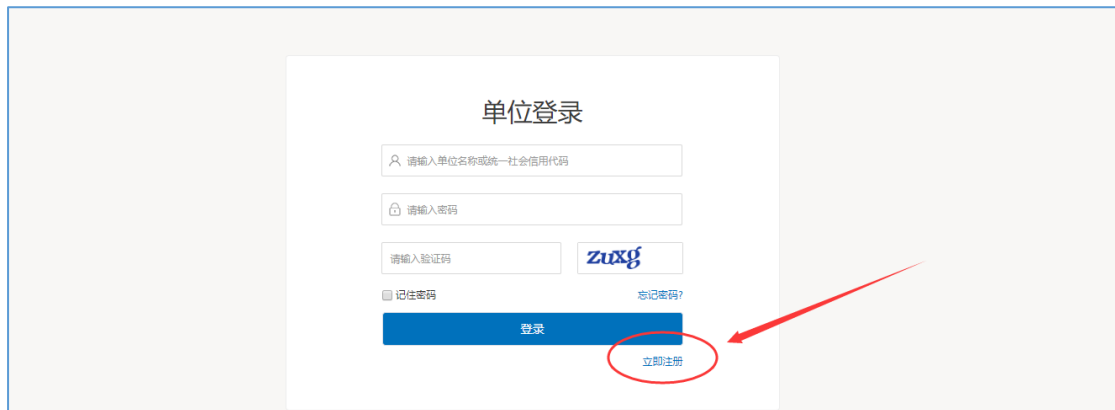 单位登录
请输入单位名称或统一社会信用代码
请输入密码
请输入验证码
zuxg
记住密码
忘记密码?
登录
立即注册